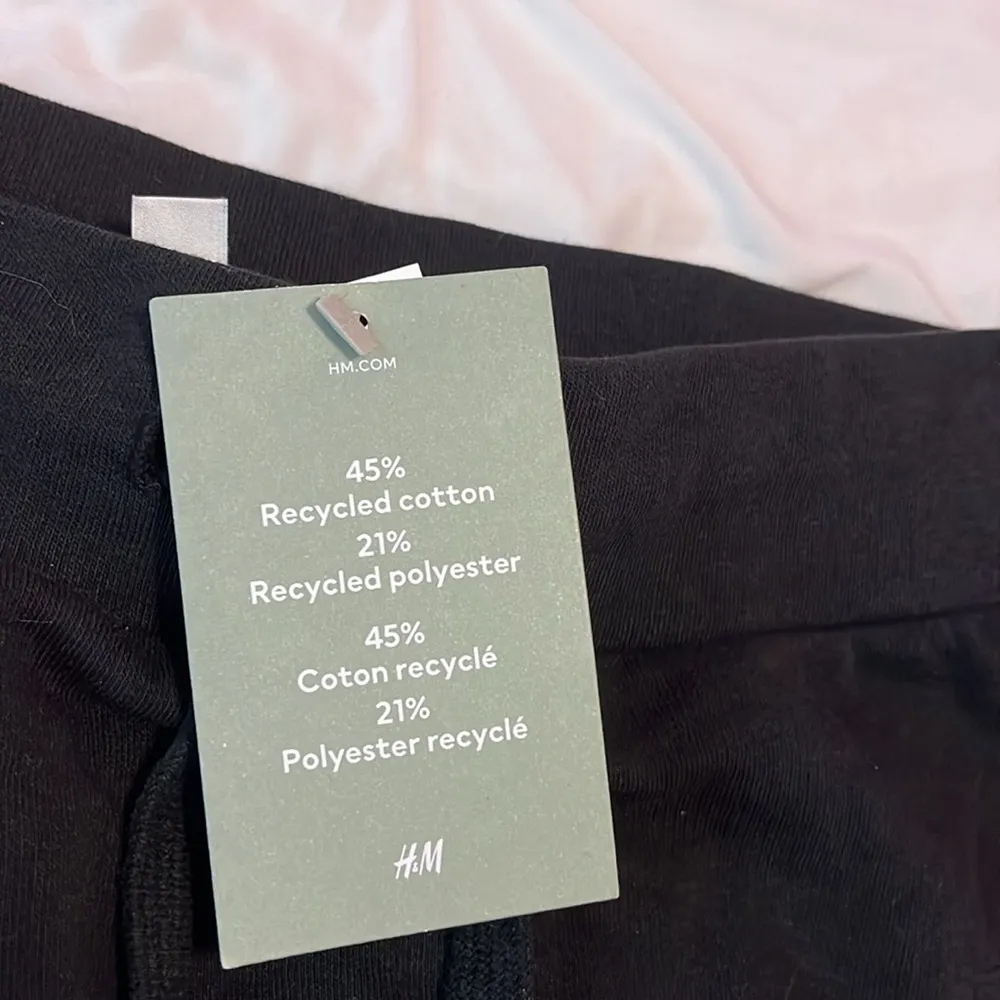 HM.COM
45%
Recycled cotton
21%
Recycled polyester
45%
Coton recyclé
21%
Polyester recyclé
H&M